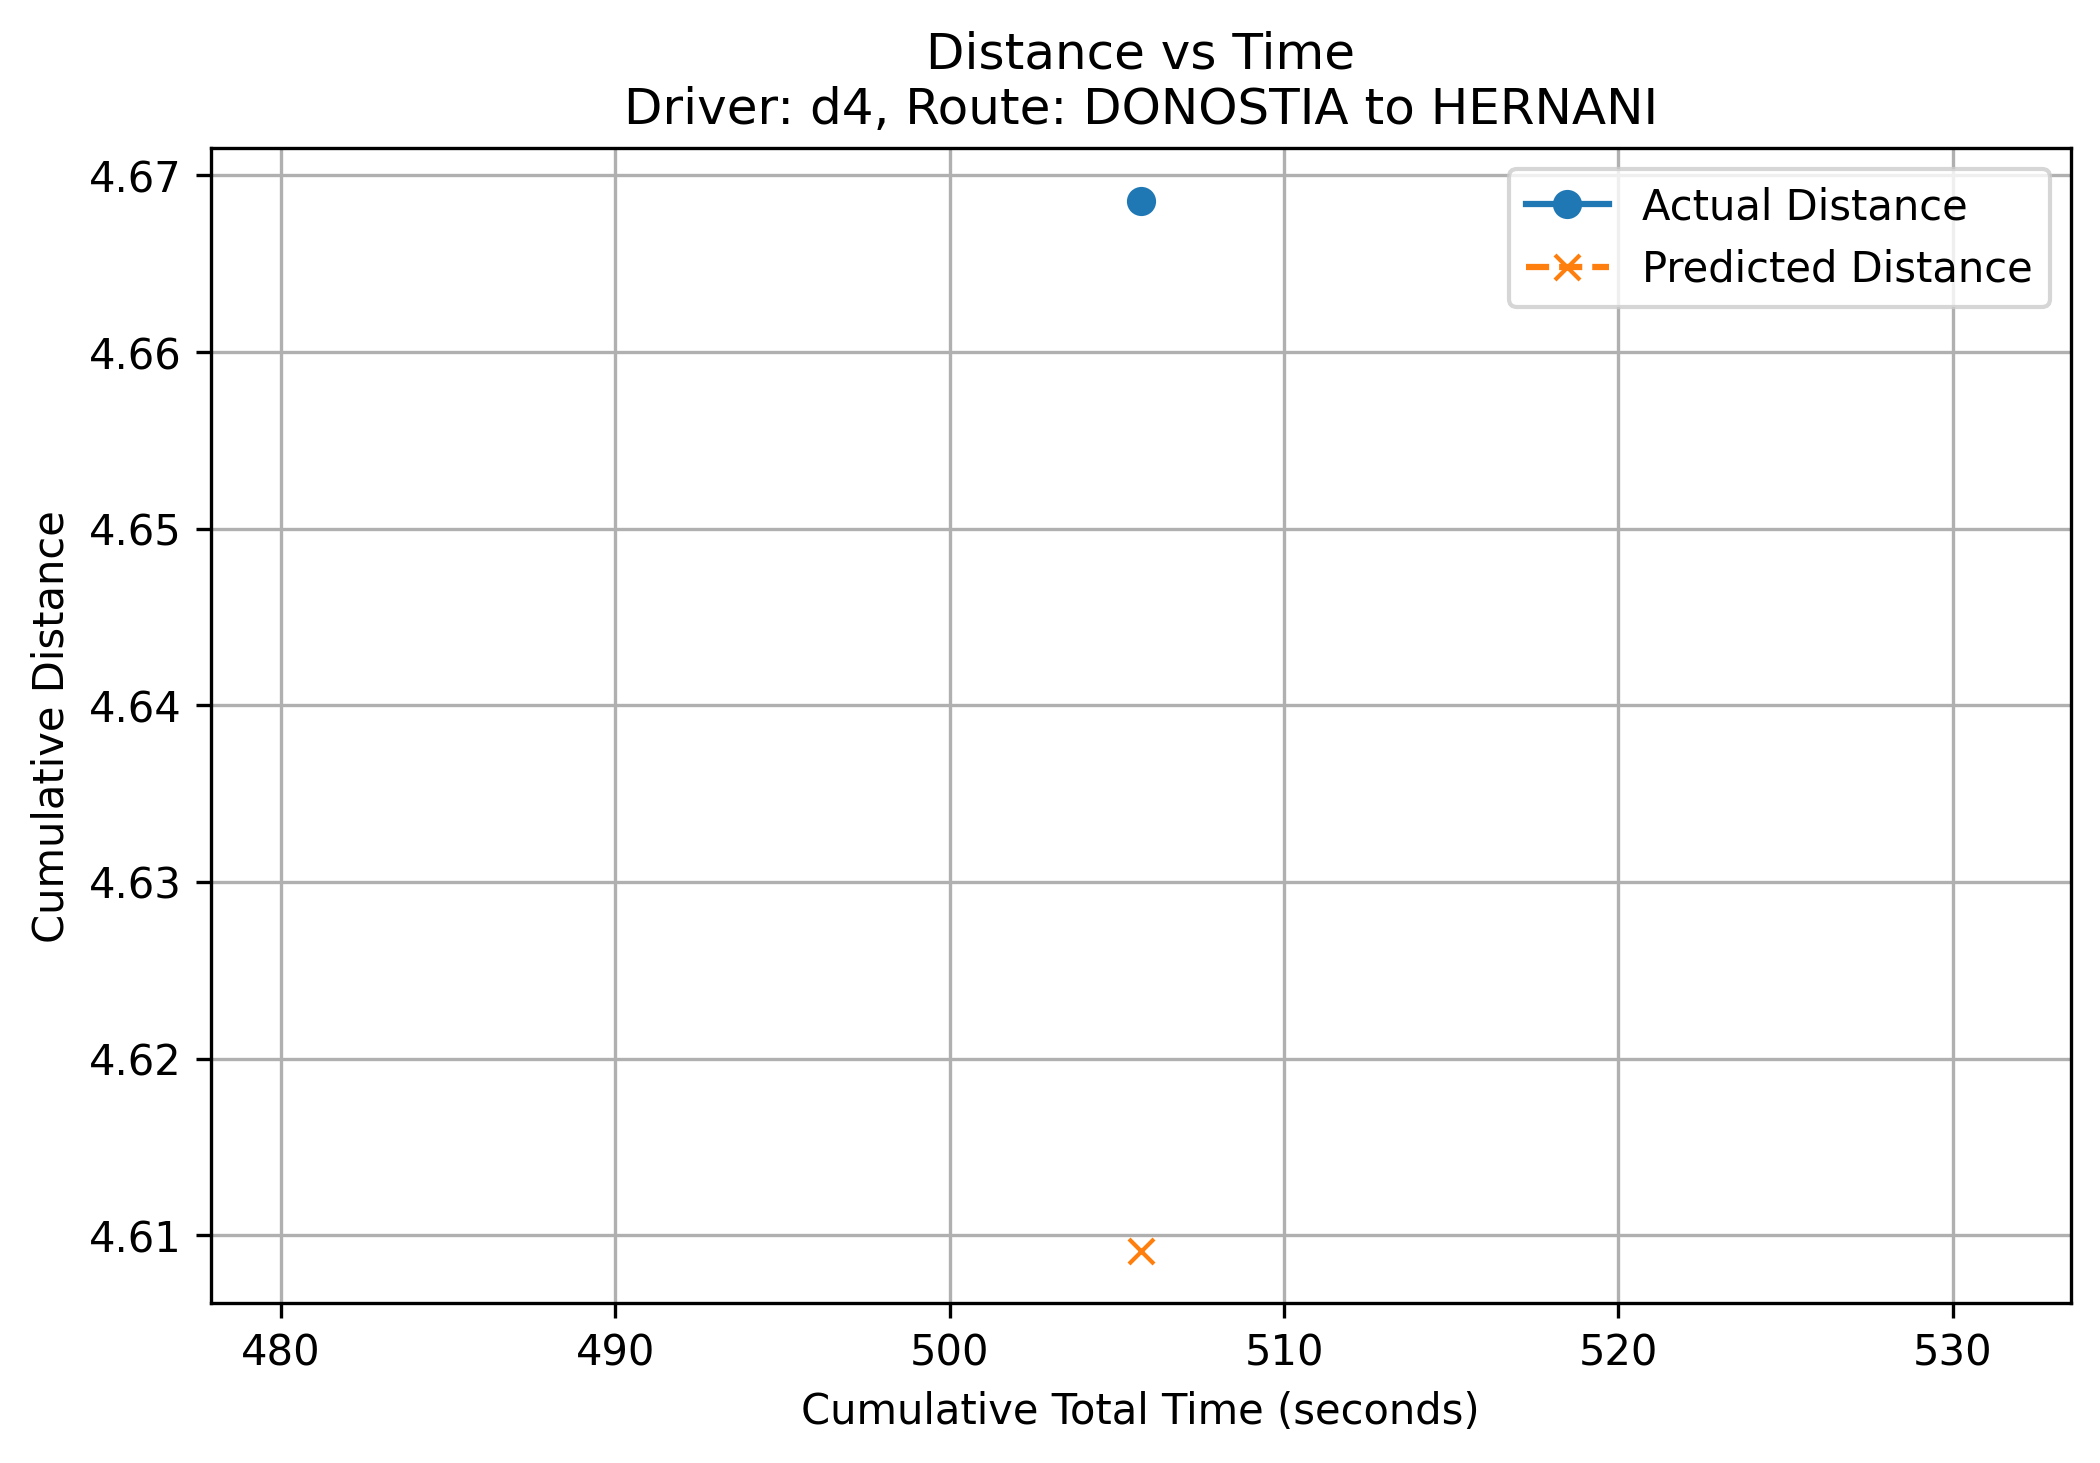 Distance vs Time
Driver: d4, Route: DONOSTIA to HERNANI
Actual Distance
Predicted Distance
Cumulative Distance
4.67
4.66
4.65
4.64
4.63
4.62
4.61
480 490 500 510 520 530
Cumulative Total Time (seconds)